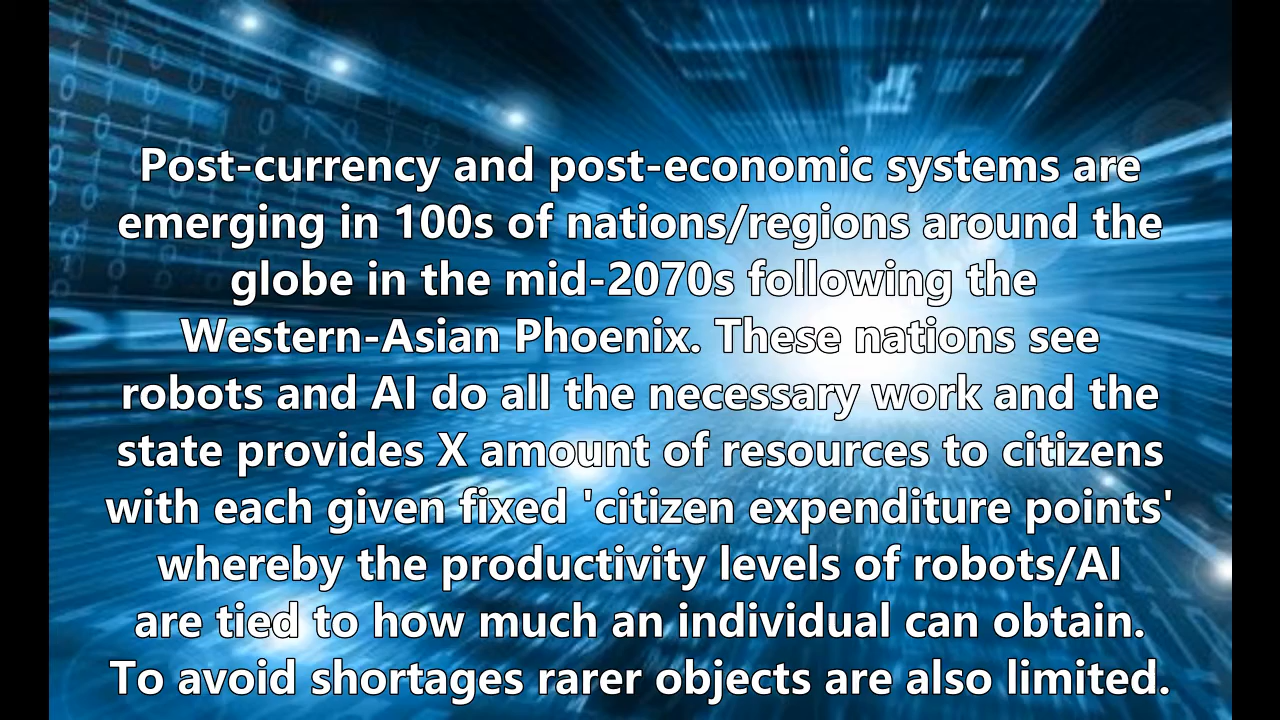 Post-currency and post-economic systems are
emerging in 100s of nations/regions around the
globe in the mid-2070s following the
Western-Asian Phoenix. These nations see
robots and AI do all the necessary work and the
state provides X amount of resources to citizens
with each given fixed 'citizen expenditure points'
whereby the productivity levels of robots/AI
are tied to how much an individual can obtain.
To avoid shortages rarer objects are also limited.